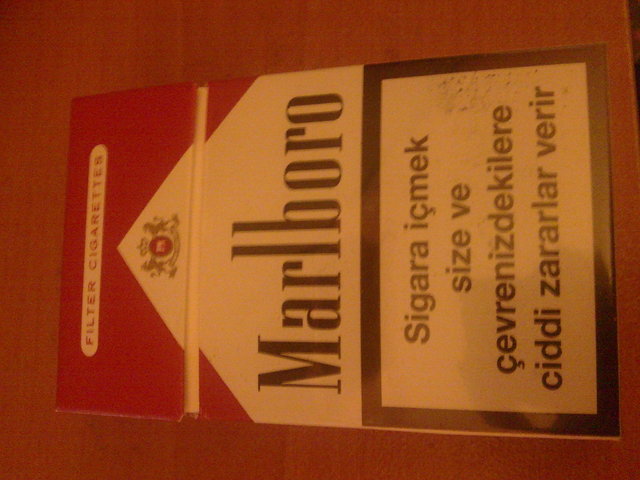 FILTER CIGARETTES
Marlboro
Sigara içmek
size ve
çevrenizdekilere
ciddi zararlar verir